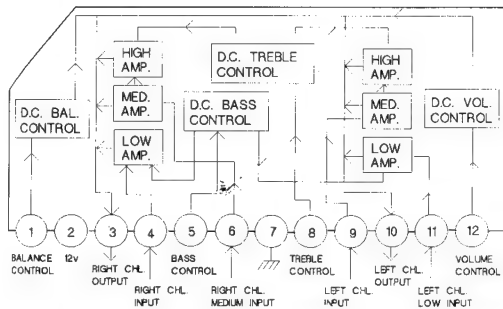 HIGH
AMP.
D.C. TREBLE
CONTROL
HIGH
AMP.
MED.
AMP.
D.C. BAL.
CONTROL
D.C. BASS
CONTROL
MED.
AMP.
D.C. VOL.
CONTROL
LOW
AMP.
LOW
AMP.
1 2 3 4 5 6 7 8 9 10 11 12
BALANCE
CONTROL
12v
RIGHT CHL.
OUTPUT
RIGHT CHL.
INPUT
BASS
CONTROL
RIGHT CHL.
MEDIUM INPUT
TREBLE
CONTROL
LEFT CHL.
INPUT
LEFT CHL.
OUTPUT
LEFT CHL.
LOW INPUT
VOLUME
CONTROL